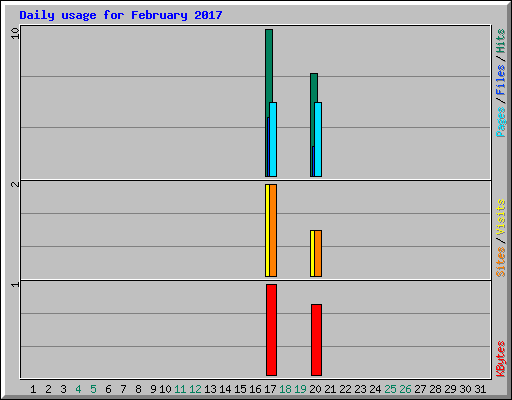 Daily usage for February 2017
10
2
1
Pages / Files / Hits
Sites / Visits
KBytes
1 2 3 4 5 6 7 8 9 10 11 12 13 14 15 16 17 18 19 20 21 22 23 24 25 26 27 28 29 30 31